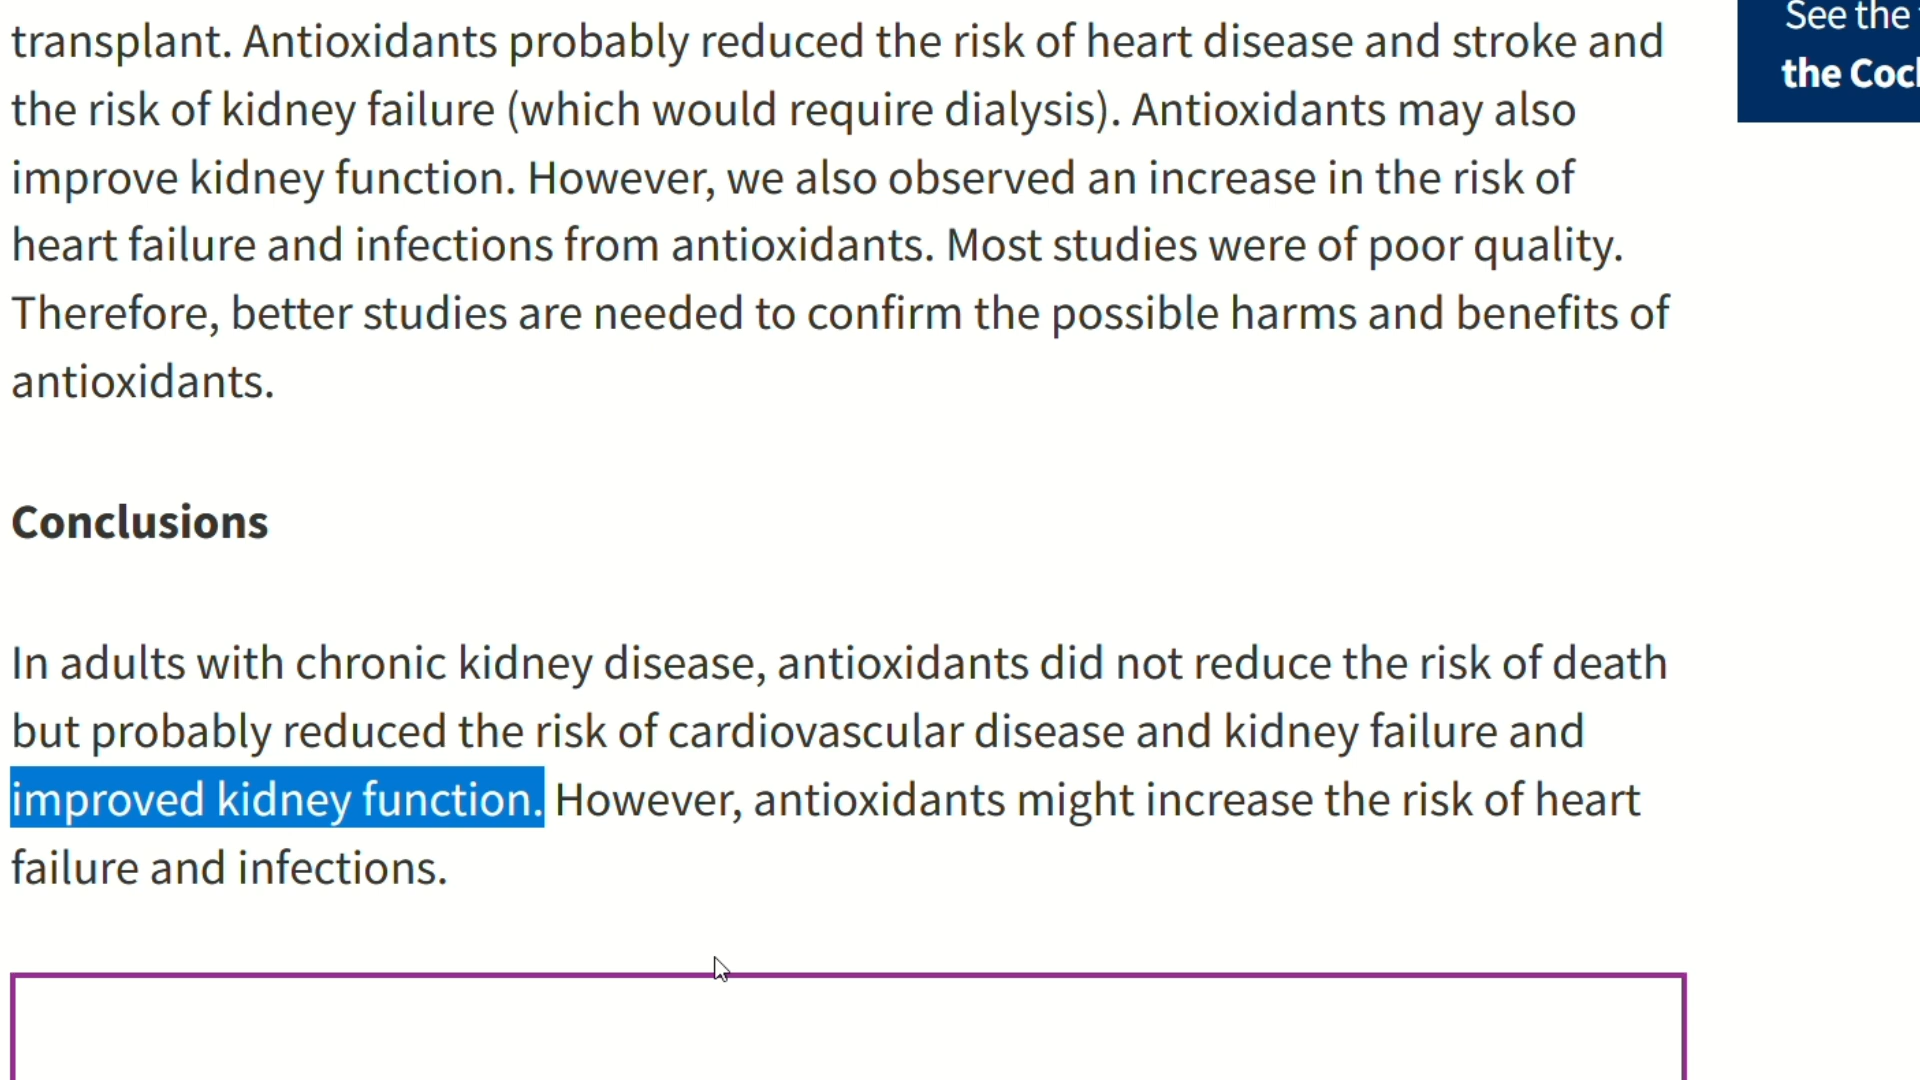 transplant. Antioxidants probably reduced the risk of heart disease and stroke and
the risk of kidney failure (which would require dialysis). Antioxidants may also
improve kidney function. However, we also observed an increase in the risk of
heart failure and infections from antioxidants. Most studies were of poor quality.
Therefore, better studies are needed to confirm the possible harms and benefits of
antioxidants.
Conclusions
In adults with chronic kidney disease, antioxidants did not reduce the risk of death
but probably reduced the risk of cardiovascular disease and kidney failure and
improved kidney function. However, antioxidants might increase the risk of heart
failure and infections.
See the
the